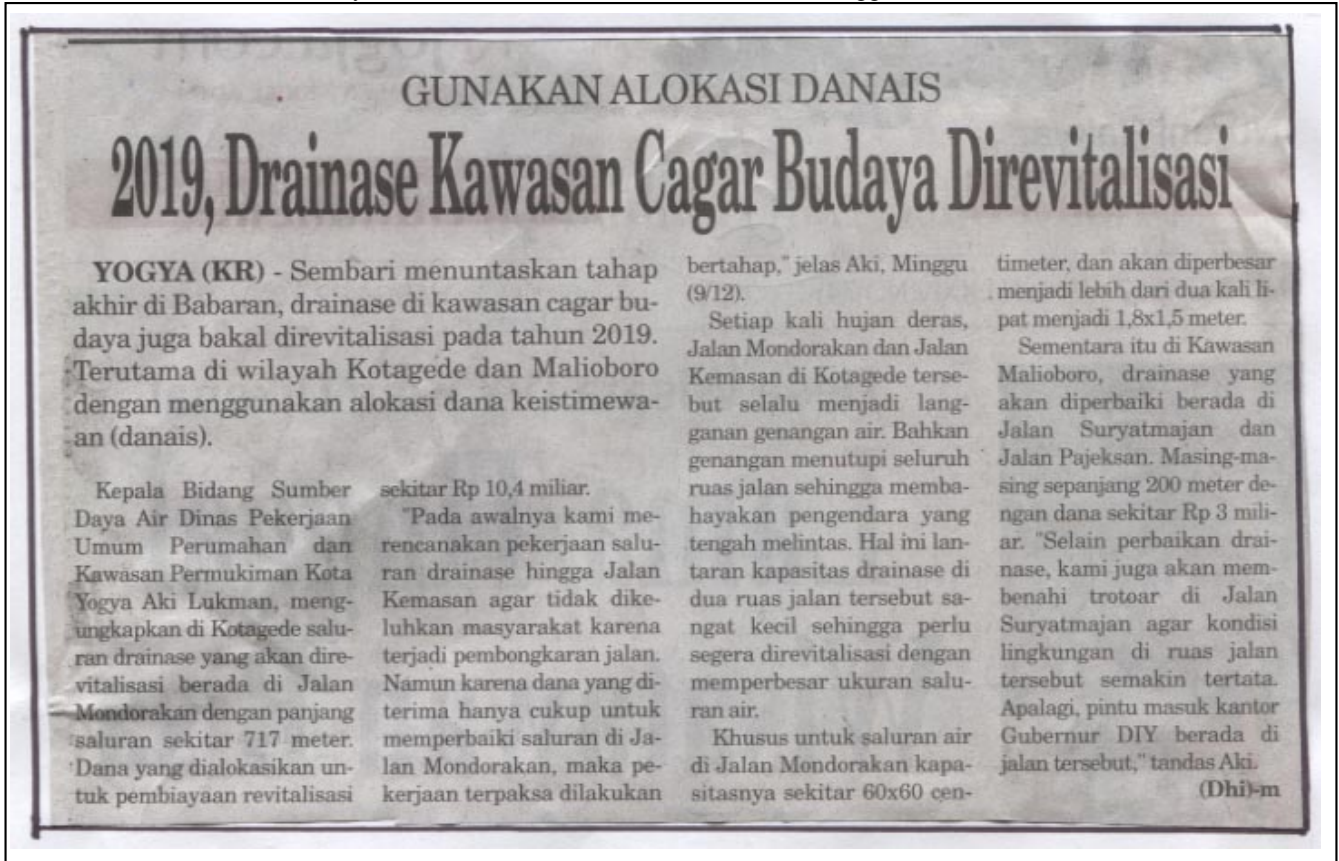 GUNAKAN ALOKASI DANAIS
2019, Drainase Kawasan Cagar Budaya Direvitalisasi
YOGYA (KR) - Sembari menuntaskan tahap
akhir di Babaran, drainase di kawasan cagar bu-
daya juga bakal direvitalisasi pada tahun 2019.
Terutama di wilayah Kotagede dan Malioboro
dengan menggunakan alokasi dana keistimewa-
an (danais).
Kepala Bidang Sumber
Daya Air Dinas Pekerjaan
Umum Perumahan dan
Kawasan Permukiman Kota
Yogya Aki Lukman, meng-
ungkapkan di Kotagede salu-
ran drainase yang akan dire-
vitalisasi berada di Jalan
Mondorakan dengan panjang
saluran sekitar 717 meter.
Dana yang dialokasikan un-
tuk pembiayaan revitalisasi
sekitar Rp 10,4 miliar.
"Pada awalnya kami me-
rencanakan pekerjaan salu-
ran drainase hingga Jalan
Kemasan agar tidak dike-
luhkan masyarakat karena
terjadi pembongkaran jalan.
Namun karena dana yang di-
terima hanya cukup untuk
memperbaiki saluran di Ja-
lan Mondorakan, maka pe-
kerjaan terpaksa dilakukan
bertahap," jelas Aki, Minggu
(9/12).
Setiap kali hujan deras,
Jalan Mondorakan dan Jalan
Kemasan di Kotagede terse-
but selalu menjadi lang-
ganan genangan air. Bahkan
genangan menutupi seluruh
ruas jalan sehingga memba-
hayakan pengendara yang
tengah melintas. Hal ini lan-
taran kapasitas drainase di
dua ruas jalan tersebut sa-
ngat kecil sehingga perlu
segera direvitalisasi dengan
memperbesar ukuran salu-
ran air.
Khusus untuk saluran air
di Jalan Mondorakan kapa-
sitasnya sekitar 60x60 cen-
timeter, dan akan diperbesar
menjadi lebih dari dua kali li-
pat menjadi 1,8x1,5 meter.
Sementara itu di Kawasan
Malioboro, drainase yang
akan diperbaiki berada di
Jalan Suryatmajan dan
Jalan Pajeksan. Masing-ma-
sing sepanjang 200 meter de-
ngan dana sekitar Rp 3 mili-
ar. "Selain perbaikan drai-
nase, kami juga akan mem-
benahi trotoar di Jalan
Suryatmajan agar kondisi
lingkungan di ruas jalan
tersebut semakin tertata.
Apalagi, pintu masuk kantor
Gubernur DIY berada di
jalan tersebut," tandas Aki.
(Dhi)-m